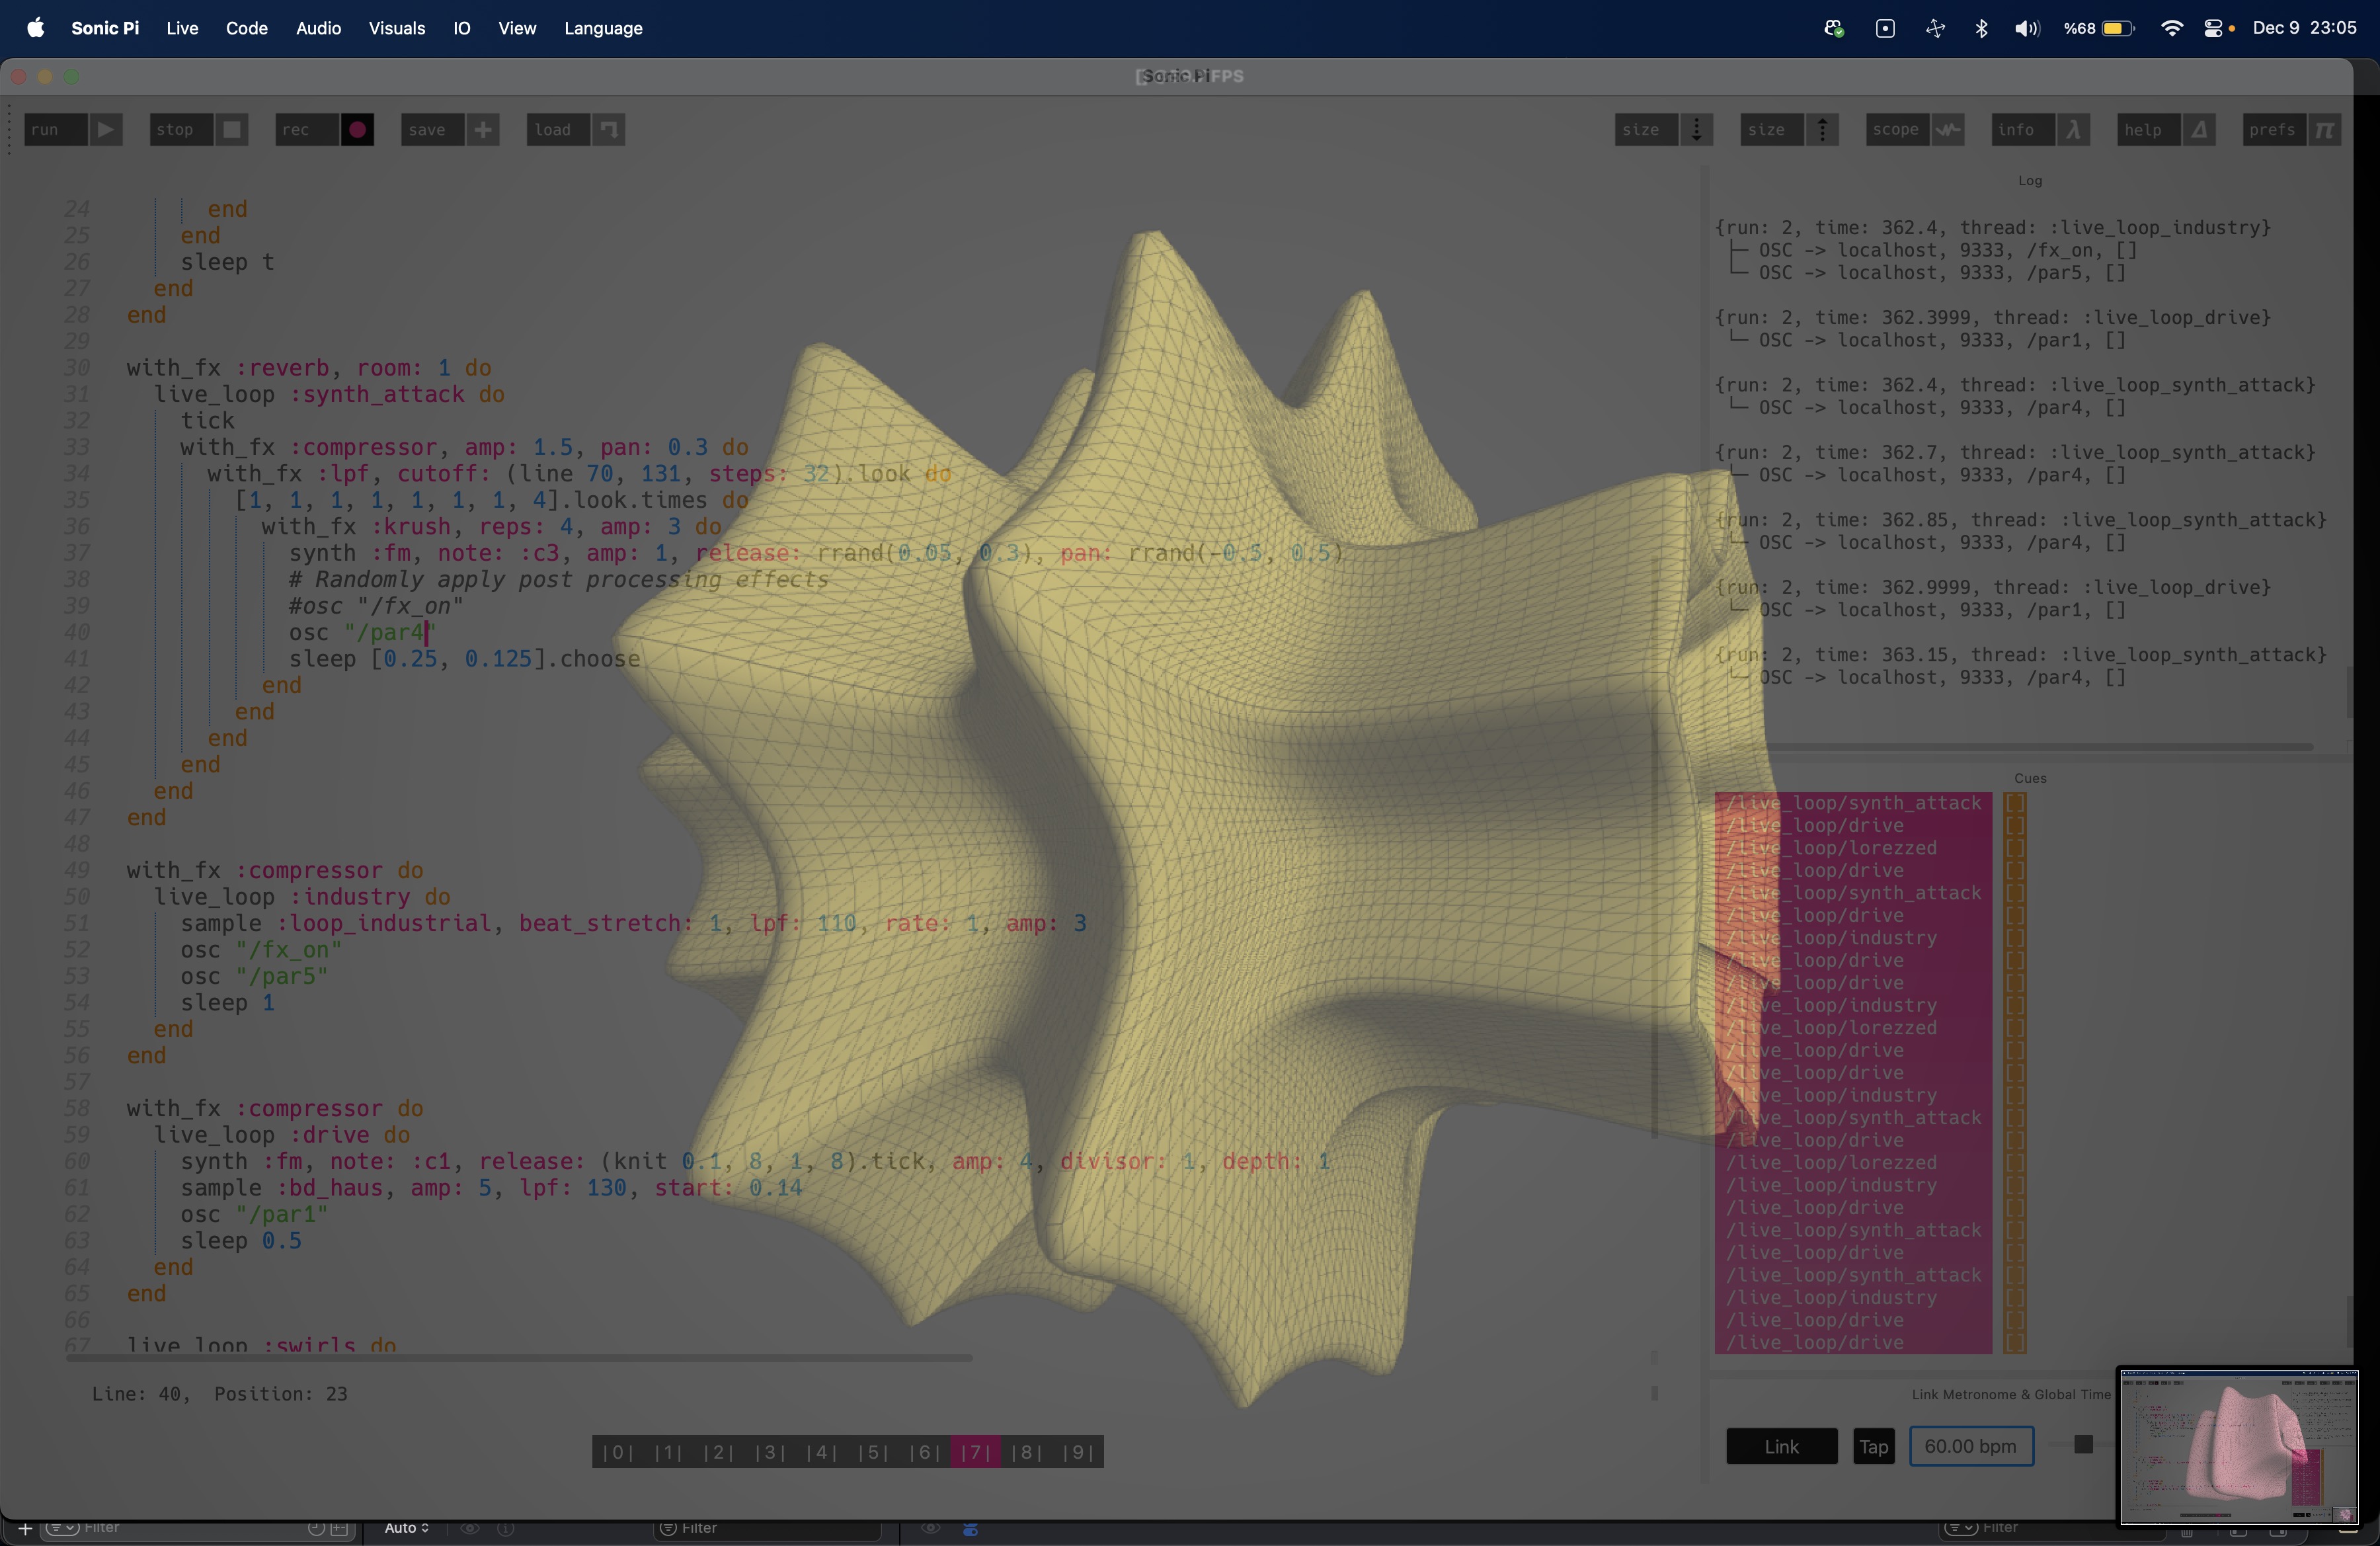 Sonic Pi Live Code Audio Visuals IO View Language %68 Dec 9 23:05
Sonic Pi FPS
run stop rec save load size size scope info help prefs
Log
24 end
25 end
26 sleep t
27 end
28 end
29
30 with_fx :reverb, room: 1 do
31 live_loop :synth_attack do
32 tick
33 with_fx :compressor, amp: 1.5, pan: 0.3 do
34 with_fx :lpf, cutoff: (line 70, 131, steps: 32).look do
35 [1, 1, 1, 1, 1, 1, 1, 4].look.times do
36 with_fx :krush, reps: 4, amp: 3 do
37 synth :fm, note: :c3, amp: 1, release: rrand(0.05, 0.3), pan: rrand(-0.5, 0.5)
38 # Randomly apply post processing effects
39 #osc "/fx_on"
40 osc "/par4"
41 sleep [0.25, 0.125].choose
42 end
43 end
44 end
45 end
46 end
47 end
48
49 with_fx :compressor do
50 live_loop :industry do
51 sample :loop_industrial, beat_stretch: 1, lpf: 110, rate: 1, amp: 3
52 osc "/fx_on"
53 osc "/par5"
54 sleep 1
55 end
56 end
57
58 with_fx :compressor do
59 live_loop :drive do
60 synth :fm, note: :c1, release: (knit 0.1, 8, 1, 8).tick, amp: 4, divisor: 1, depth: 1
61 sample :bd_haus, amp: 5, lpf: 130, start: 0.14
62 osc "/par1"
63 sleep 0.5
64 end
65 end
66
67 live_loop :swirls do
Line: 40, Position: 23
|0| |1| |2| |3| |4| |5| |6| |7| |8| |9|
{run: 2, time: 362.4, thread: :live_loop_industry}
├─ OSC -> localhost, 9333, /fx_on, []
└─ OSC -> localhost, 9333, /par5, []
{run: 2, time: 362.3999, thread: :live_loop_drive}
└─ OSC -> localhost, 9333, /par1, []
{run: 2, time: 362.4, thread: :live_loop_synth_attack}
└─ OSC -> localhost, 9333, /par4, []
{run: 2, time: 362.7, thread: :live_loop_synth_attack}
└─ OSC -> localhost, 9333, /par4, []
{run: 2, time: 362.85, thread: :live_loop_synth_attack}
└─ OSC -> localhost, 9333, /par4, []
{run: 2, time: 362.9999, thread: :live_loop_drive}
└─ OSC -> localhost, 9333, /par1, []
{run: 2, time: 363.15, thread: :live_loop_synth_attack}
└─ OSC -> localhost, 9333, /par4, []
Cues
/live_loop/synth_attack []
/live_loop/drive []
/live_loop/lorezzed []
/live_loop/drive []
/live_loop/synth_attack []
/live_loop/drive []
/live_loop/industry []
/live_loop/drive []
/live_loop/drive []
/live_loop/industry []
/live_loop/lorezzed []
/live_loop/drive []
/live_loop/drive []
/live_loop/industry []
/live_loop/synth_attack []
/live_loop/drive []
/live_loop/lorezzed []
/live_loop/industry []
/live_loop/drive []
/live_loop/synth_attack []
/live_loop/drive []
/live_loop/synth_attack []
/live_loop/industry []
/live_loop/drive []
/live_loop/drive []
Link Metronome & Global Time
Link Tap 60.00 bpm
Filter Auto Filter Filter